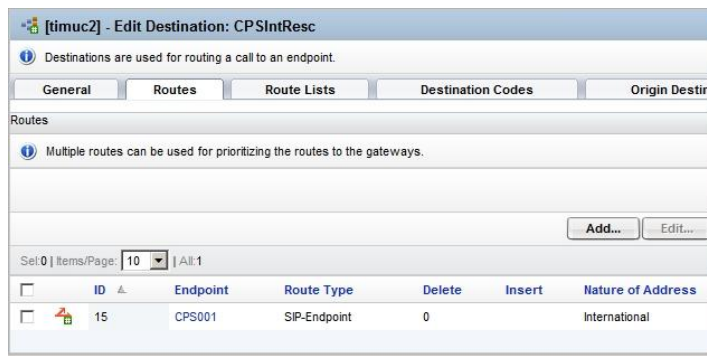 [timuc2] - Edit Destination: CPSIntResc
Destinations are used for routing a call to an endpoint.
General Routes Route Lists Destination Codes Origin Destin
Routes
Multiple routes can be used for prioritizing the routes to the gateways.
Add... Edit...
Sel:0 | Items/Page: 10 | All:1
ID Endpoint Route Type Delete Insert Nature of Address
15 CPS001 SIP-Endpoint 0 International